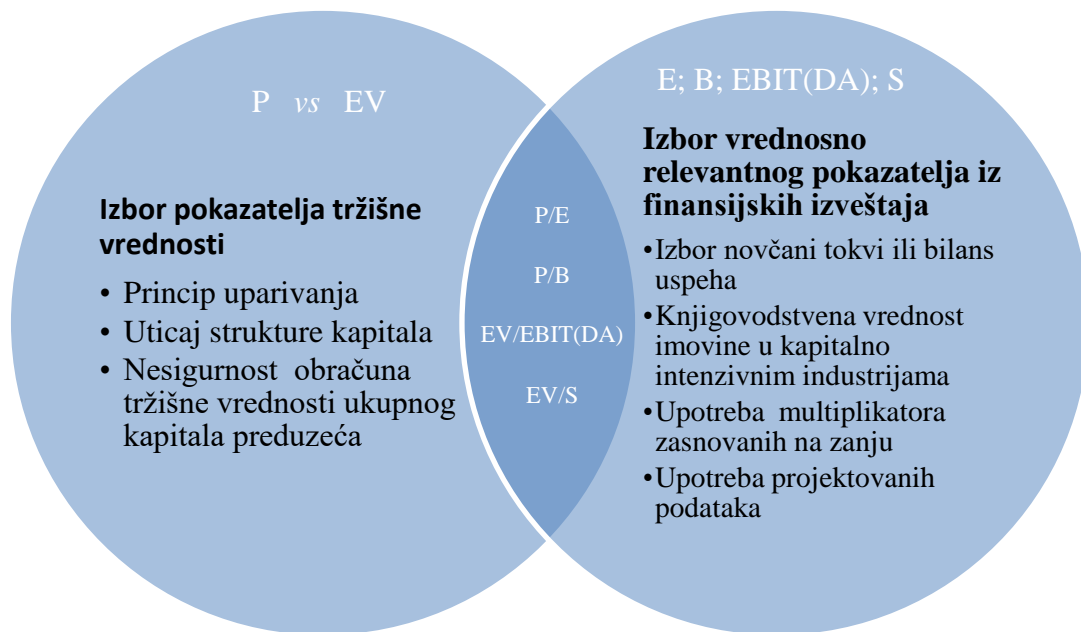 P vs EV
Izbor pokazatelja tržišne
vrednosti
• Princip uparivanja
• Uticaj strukture kapitala
• Nesigurnost obračuna
tržišne vrednosti ukupnog
kapitala preduzeća
P/E
P/B
EV/EBIT(DA)
EV/S
E; B; EBIT(DA); S
Izbor vrednosno
relevantnog pokazatelja iz
finansijskih izveštaja
•Izbor novčani tokvi ili bilans
uspeha
•Knjigovodstvena vrednost
imovine u kapitalno
intenzivnim industrijama
•Upotreba multiplikatora
zasnovanih na zanju
•Upotreba projektovanih
podataka